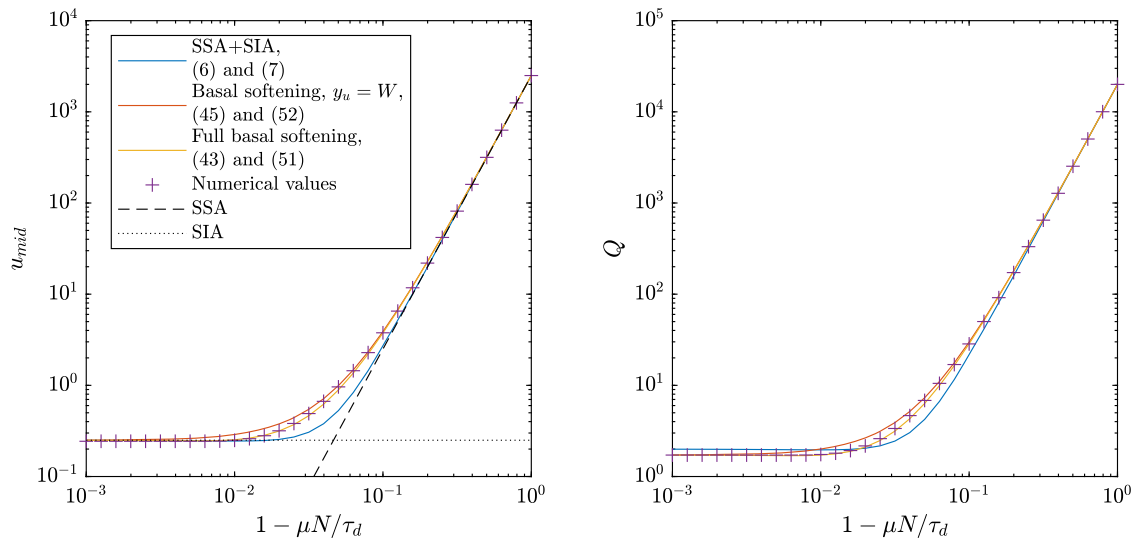 10^4
10^3
10^2
10^1
10^0
10^{-1}
u_{mid}
SSA+SIA,
(6) and (7)
Basal softening, y_u = W,
(45) and (52)
Full basal softening,
(43) and (51)
Numerical values
SSA
SIA
10^{-3} 10^{-2} 10^{-1} 10^0
1 − μN/τ_d
10^5
10^4
10^3
10^2
10^1
10^0
Q
10^{-3} 10^{-2} 10^{-1} 10^0
1 − μN/τ_d